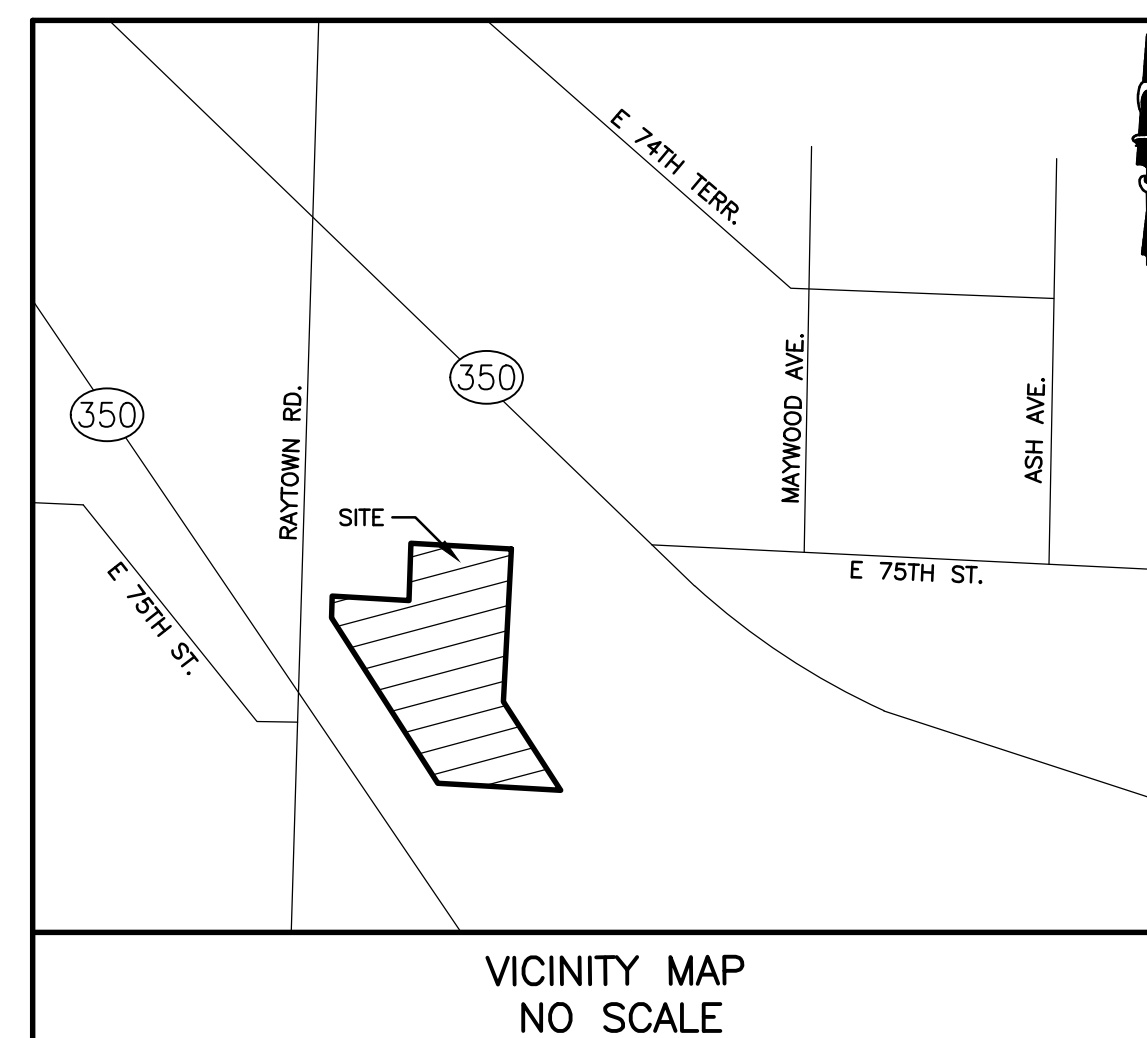 E 74TH TERR.
350
350
RAYTOWN RD.
MAYWOOD AVE.
ASH AVE.
SITE
E 75TH ST.
E 75TH ST.
VICINITY MAP
NO SCALE